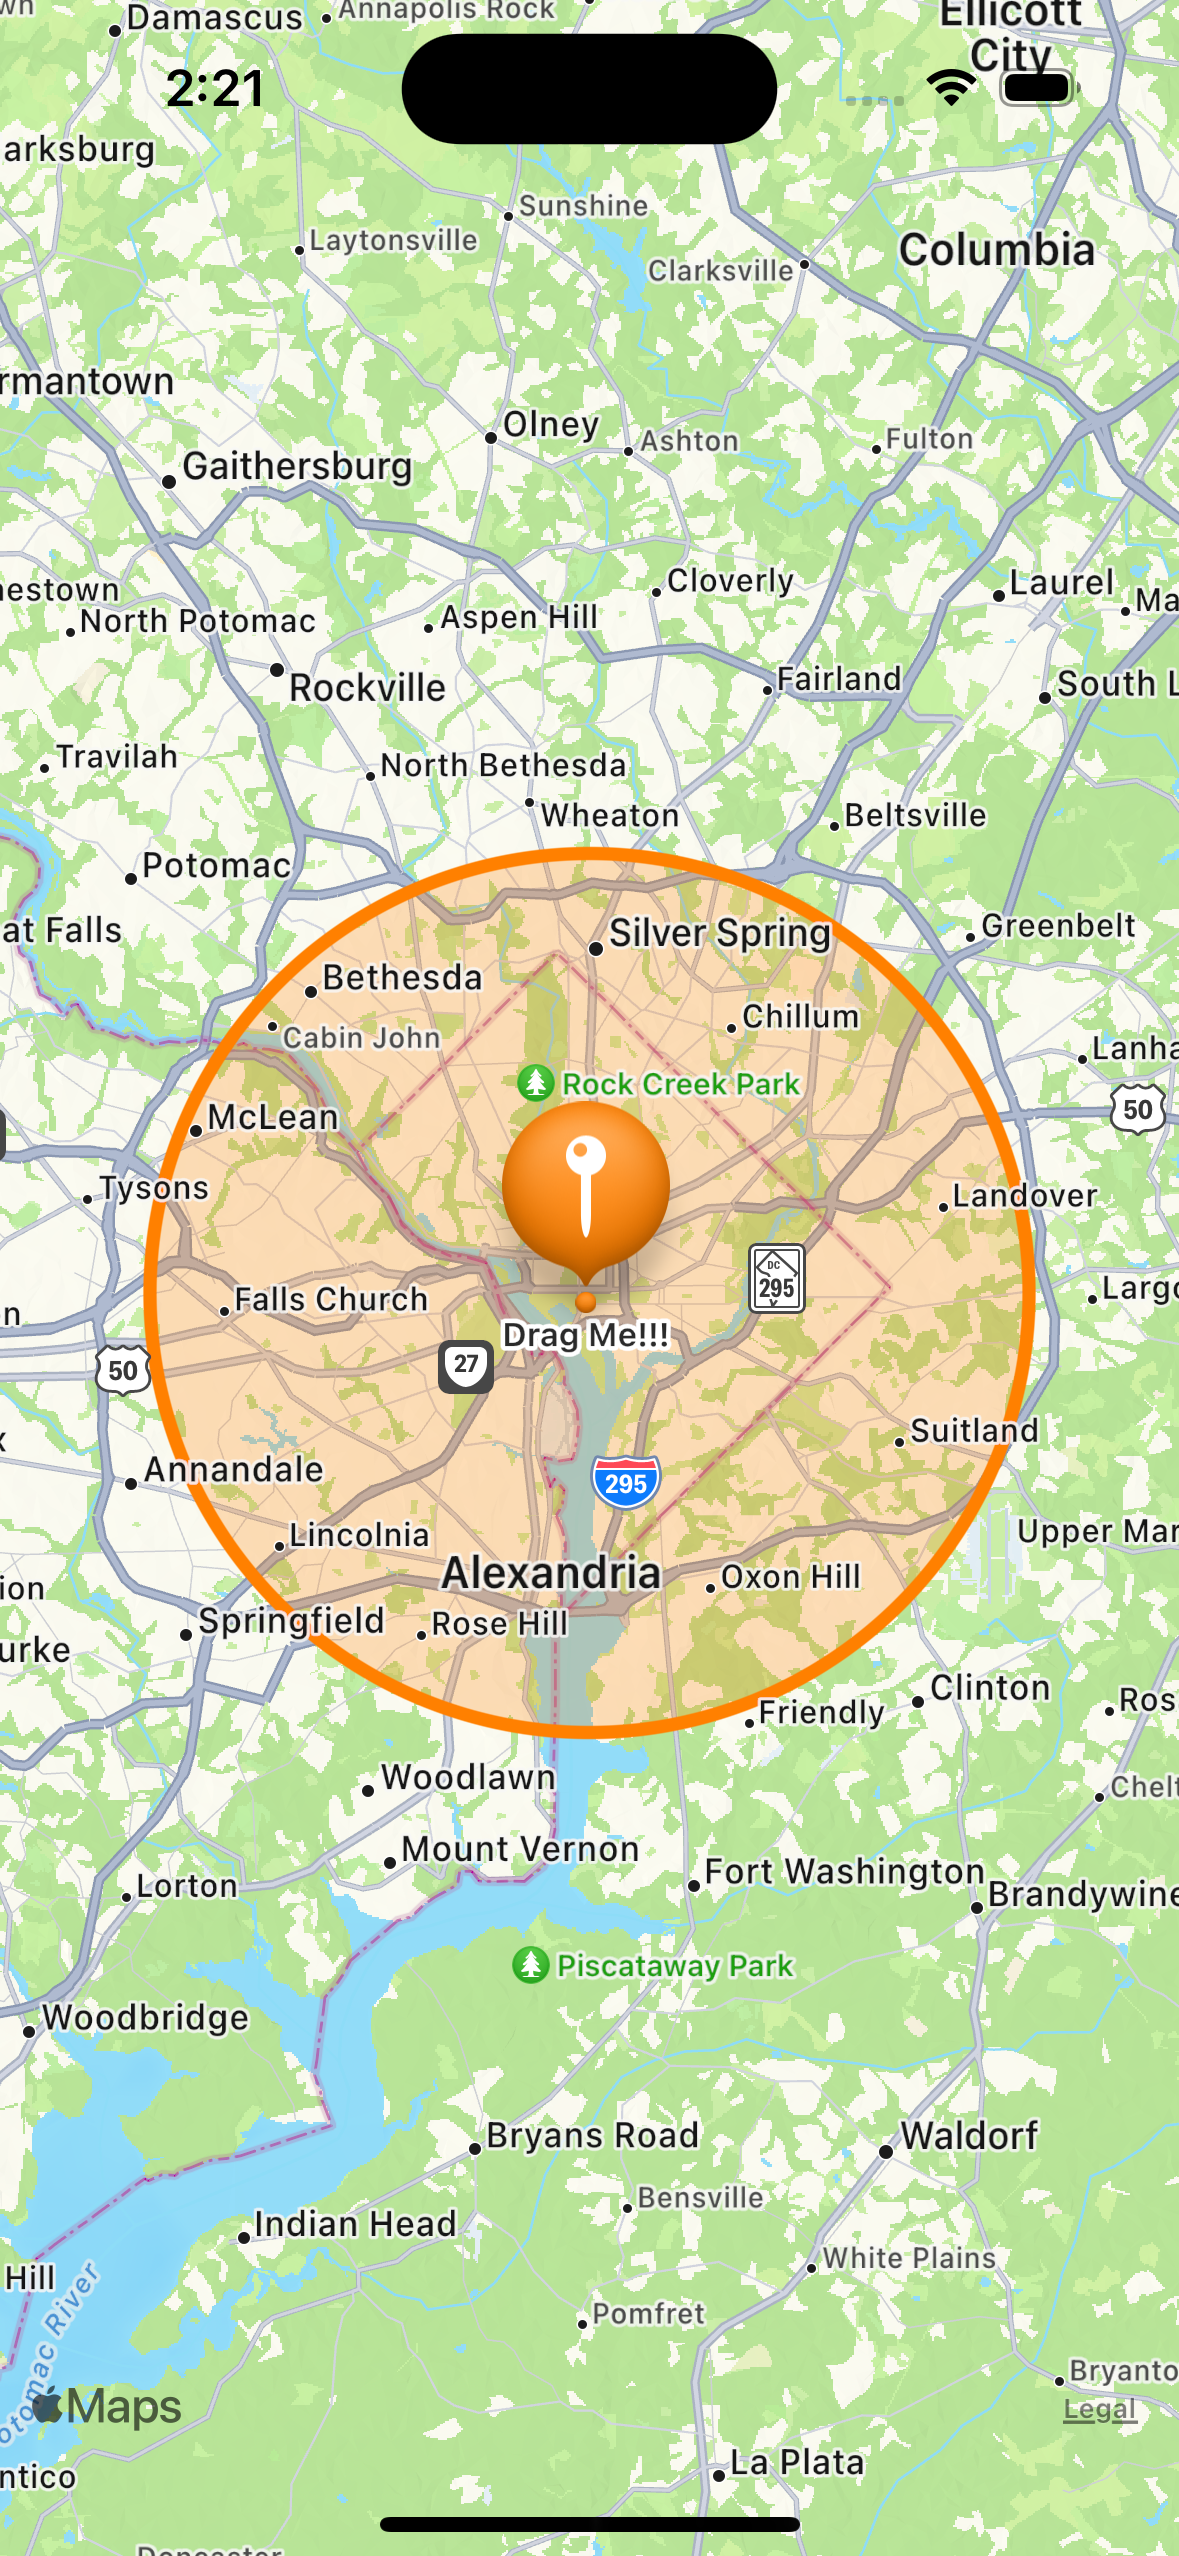 Damascus
Annapolis Rock
Ellicott
City
2:21
arksburg
Sunshine
Laytonsville
Columbia
Clarksville
rmantown
Olney
Ashton
Fulton
Gaithersburg
Cloverly
Laurel
estown
Ma
North Potomac
Aspen Hill
Rockville
Fairland
South L
Travilah
North Bethesda
Wheaton
Beltsville
Potomac
at Falls
Silver Spring
Greenbelt
Bethesda
Chillum
Cabin John
Lanha
Rock Creek Park
McLean
50
Tysons
Landover
DC
295
Largo
Falls Church
n
Drag Me!!!
27
50
Suitland
x
Annandale
295
Lincolnia
Upper Mar
Alexandria
Oxon Hill
ion
Springfield
Rose Hill
urke
Clinton
Ros
Friendly
Woodlawn
Chelt
Mount Vernon
Fort Washington
Lorton
Brandywine
Piscataway Park
Woodbridge
Bryans Road
Waldorf
Bensville
Indian Head
White Plains
Hill
Pomfret
Potomac River
Bryanto
Maps
Legal
La Plata
ntico